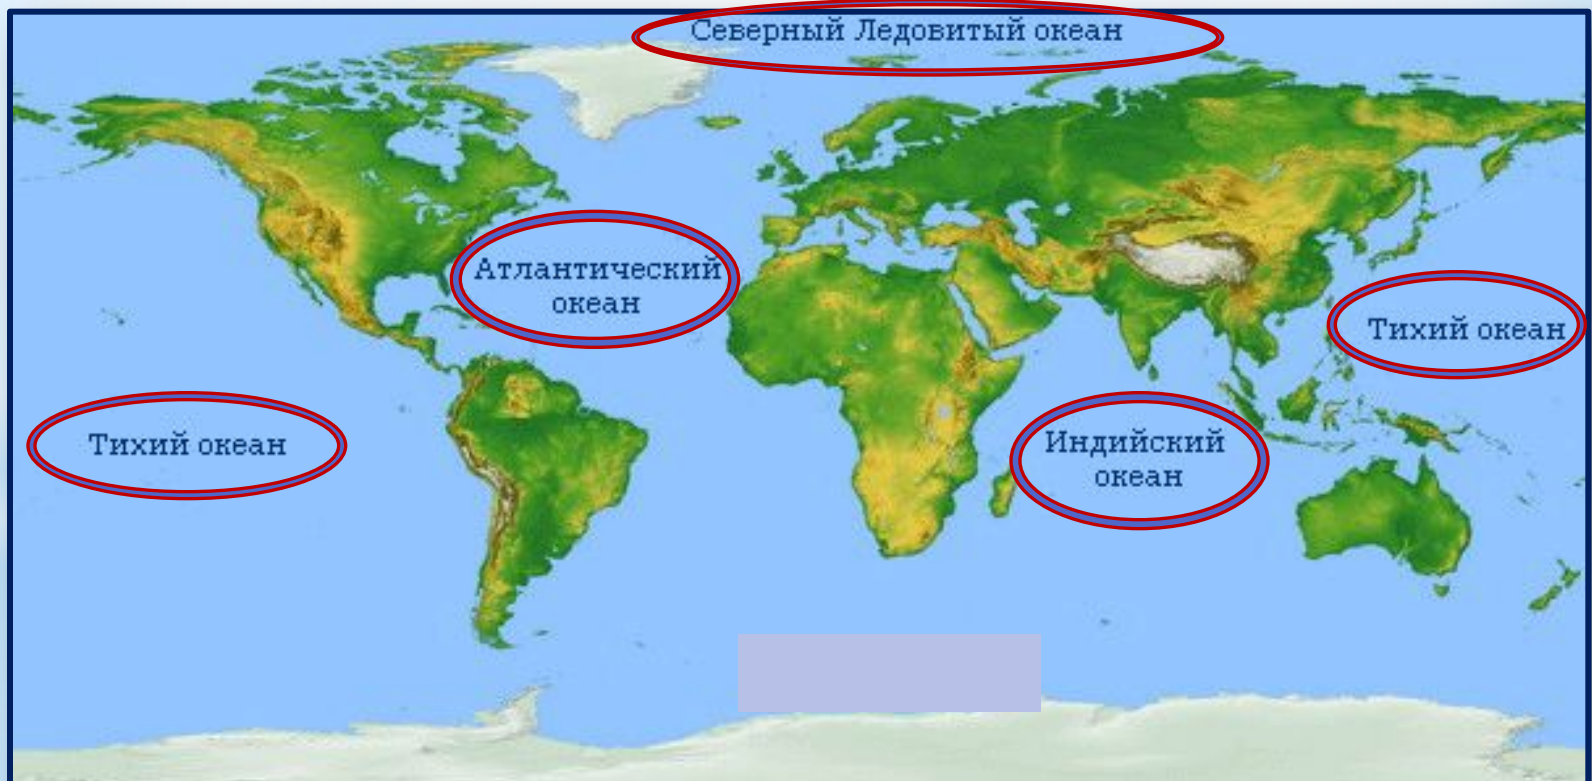 Северный Ледовитый океан
Атлантический
океан
Тихий океан
Тихий океан
Индийский
океан